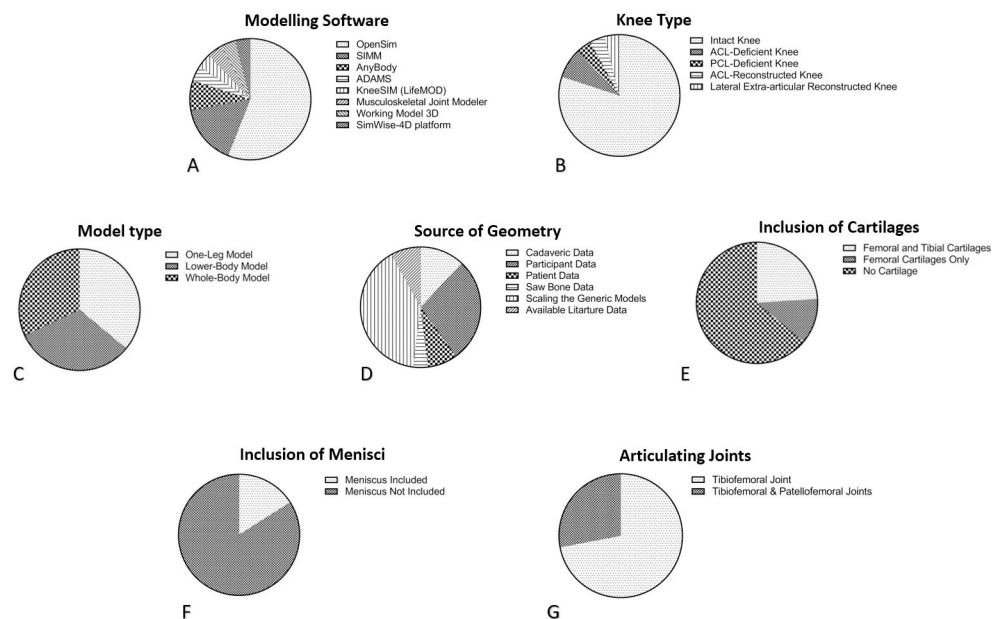 Modelling Software
OpenSim
SIMM
AnyBody
ADAMS
KneeSIM (LifeMOD)
Musculoskeletal Joint Modeler
Working Model 3D
SimWise-4D platform
A
Knee Type
Intact Knee
ACL-Deficient Knee
PCL-Deficient Knee
ACL-Reconstructed Knee
Lateral Extra-articular Reconstructed Knee
B
Model type
One-Leg Model
Lower-Body Model
Whole-Body Model
C
Source of Geometry
Cadaveric Data
Participant Data
Patient Data
Saw Bone Data
Scaling the Generic Models
Available Litarture Data
D
Inclusion of Cartilages
Femoral and Tibial Cartilages
Femoral Cartilages Only
No Cartilage
E
Inclusion of Menisci
Meniscus Included
Meniscus Not Included
F
Articulating Joints
Tibiofemoral Joint
Tibiofemoral & Patellofemoral Joints
G